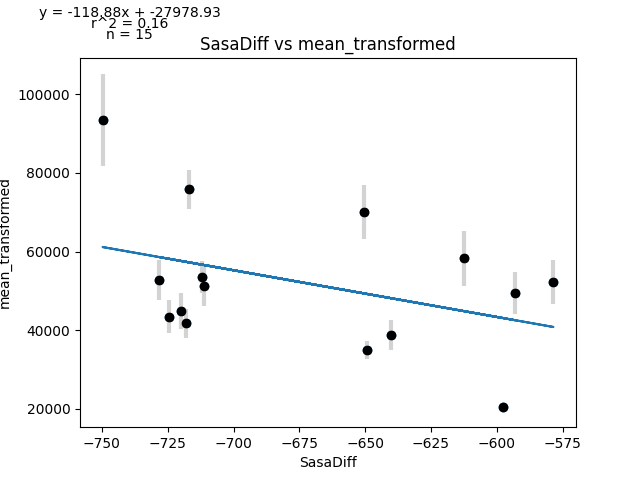 y = -118.88x + -27978.93
r^2 = 0.16
n = 15
SasaDiff vs mean_transformed
mean_transformed
100000
80000
60000
40000
20000
−750
−725
−700
−675
−650
−625
−600
−575
SasaDiff